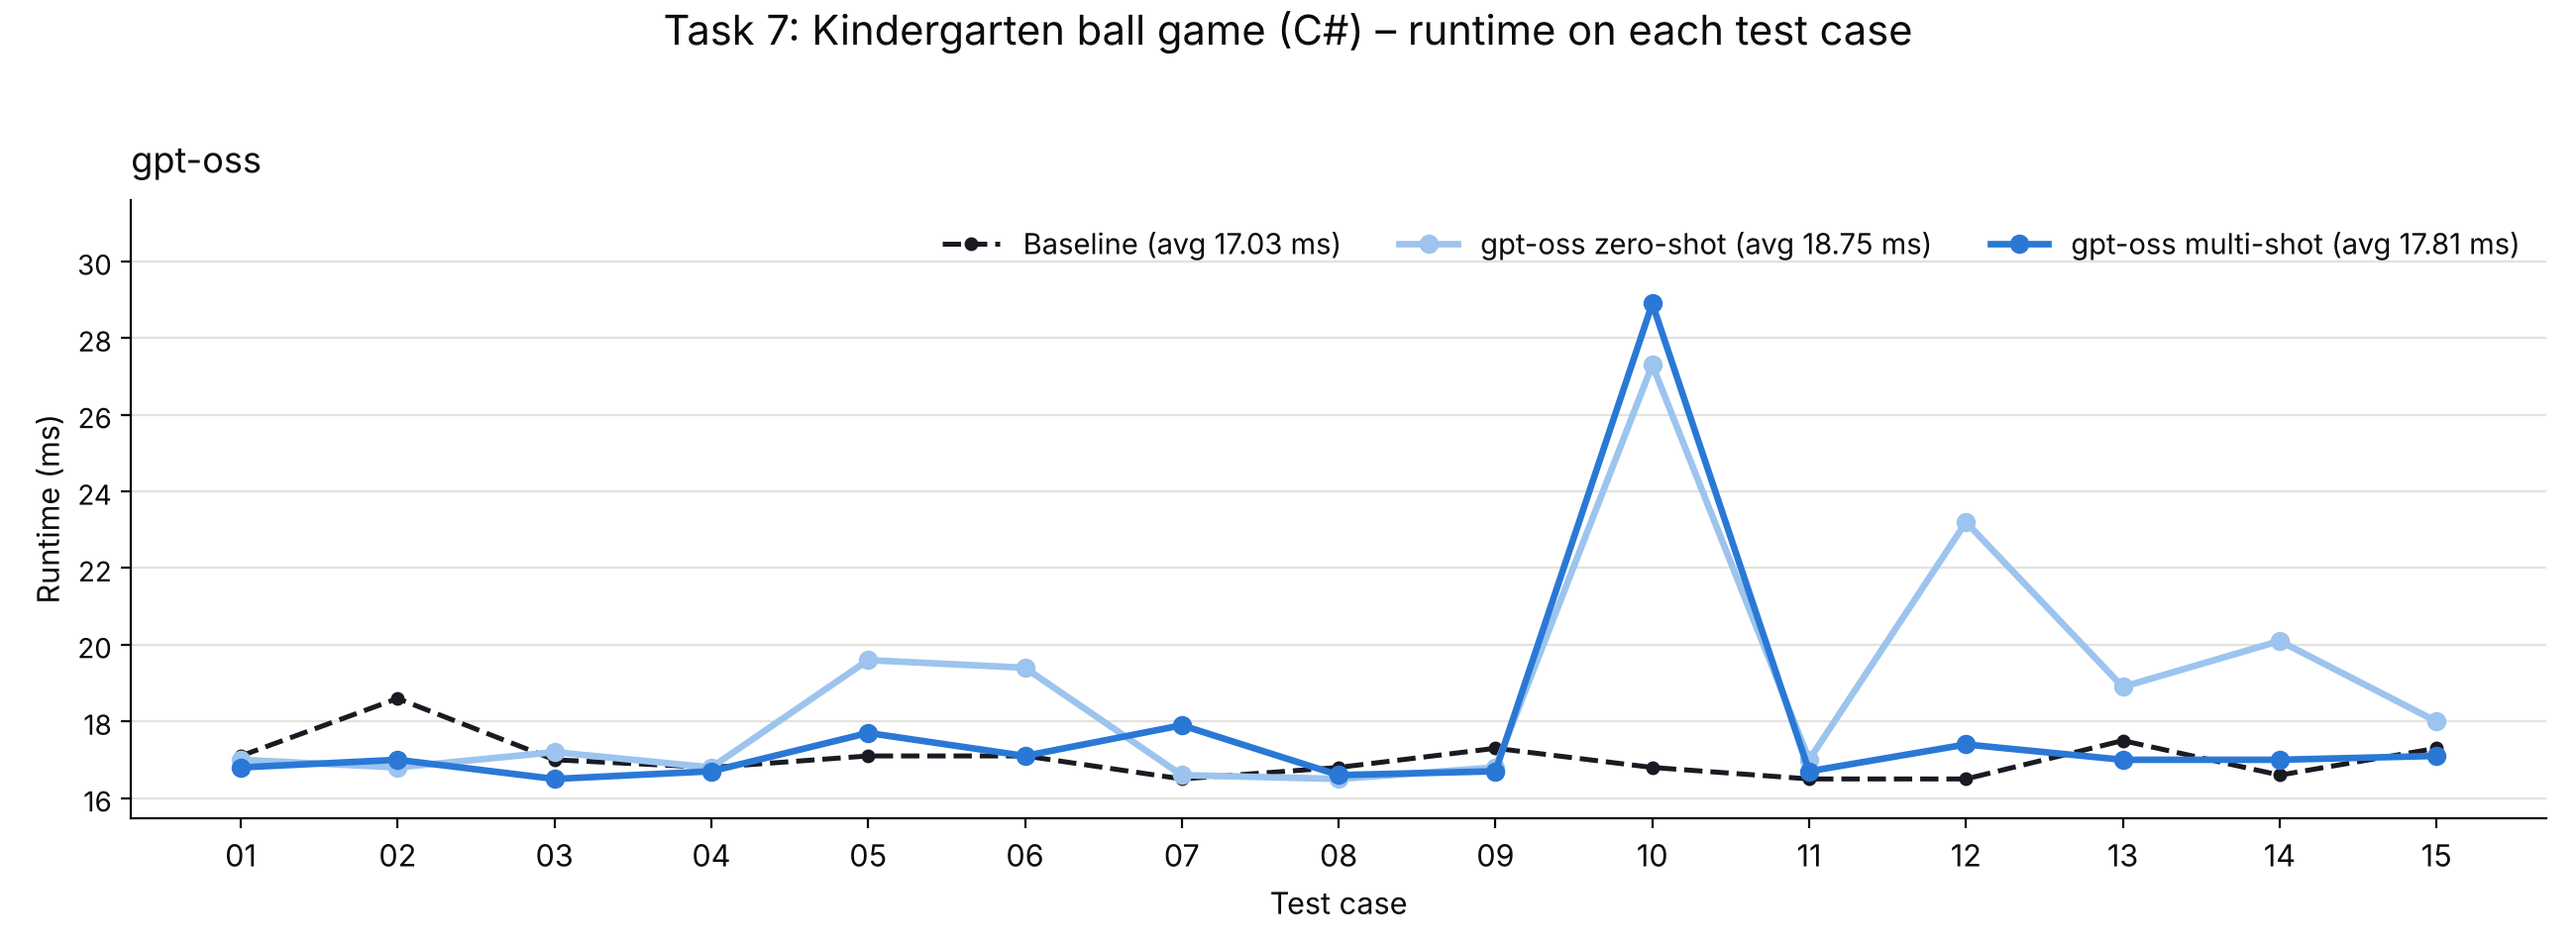 Task 7: Kindergarten ball game (C#) – runtime on each test case
gpt-oss
Baseline (avg 17.03 ms) gpt-oss zero-shot (avg 18.75 ms) gpt-oss multi-shot (avg 17.81 ms)
Runtime (ms)
30
28
26
24
22
20
18
16
01 02 03 04 05 06 07 08 09 10 11 12 13 14 15
Test case